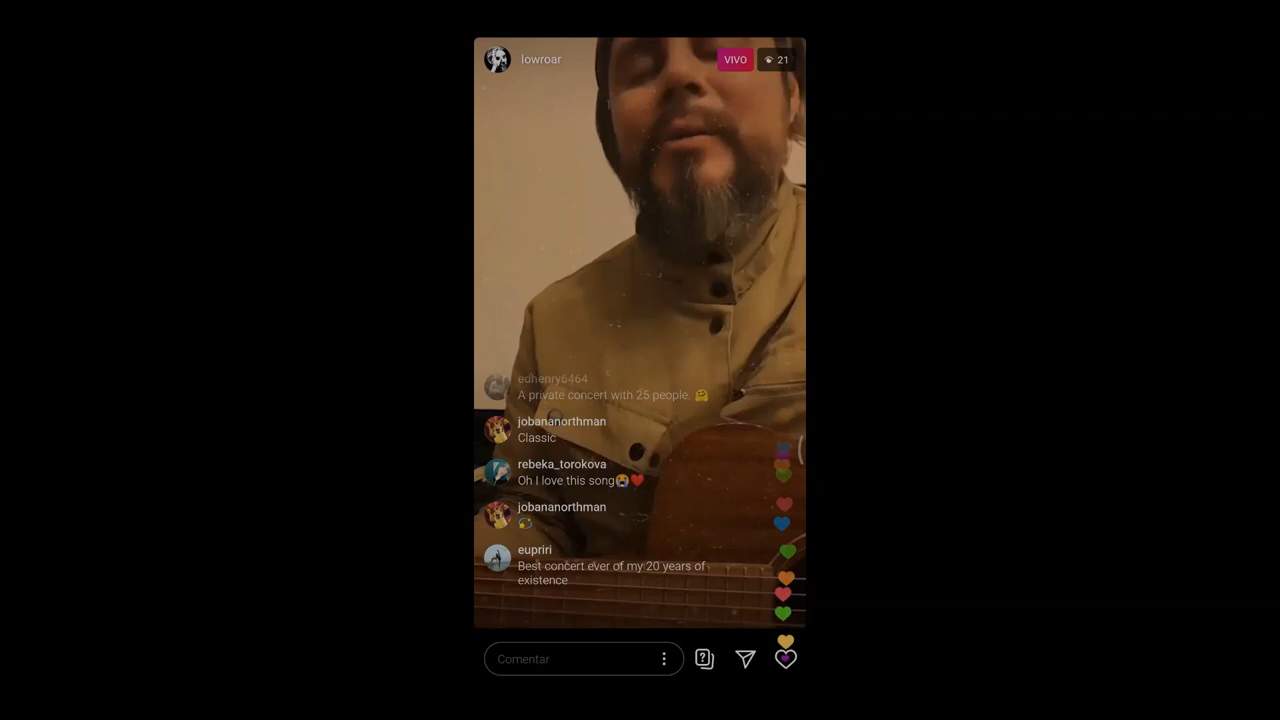 lowroar
VIVO
21
edhenry6464
A private concert with 25 people. 🤗
jobananorthman
Classic
rebeka_torokova
Oh I love this song😭❤️
jobananorthman
💫
eupriri
Best concert ever of my 20 years of
existence
Comentar